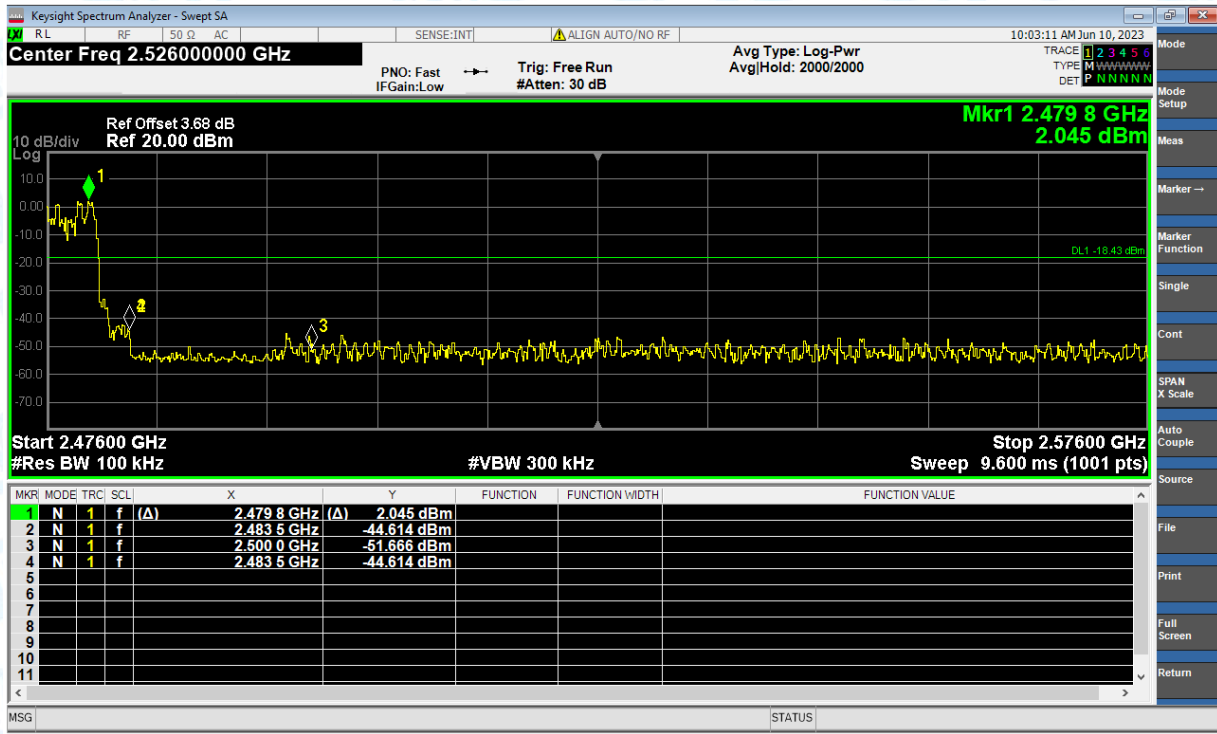 Keysight Spectrum Analyzer - Swept SA
LXI RL RF 50 Ω AC SENSE:INT ALIGN AUTO/NO RF 10:03:11 AM Jun 10, 2023
Center Freq 2.526000000 GHz
PNO: Fast
IFGain:Low
Trig: Free Run
#Atten: 30 dB
Avg Type: Log-Pwr
Avg|Hold: 2000/2000
TRACE 1 2 3 4 5 6
TYPE M W W W W W
DET P N N N N N
Mkr1 2.479 8 GHz
2.045 dBm
Ref Offset 3.68 dB
10 dB/div Ref 20.00 dBm
Log
10.0
0.00
-10.0
-20.0
-30.0
-40.0
-50.0
-60.0
-70.0
1
2
3
DL1 -18.43 dBm
Start 2.47600 GHz Stop 2.57600 GHz
#Res BW 100 kHz #VBW 300 kHz Sweep 9.600 ms (1001 pts)
MKR MODE TRC SCL X Y FUNCTION FUNCTION WIDTH FUNCTION VALUE
1 N 1 f (Δ) 2.479 8 GHz (Δ) 2.045 dBm
2 N 1 f 2.483 5 GHz -44.614 dBm
3 N 1 f 2.500 0 GHz -51.666 dBm
4 N 1 f 2.483 5 GHz -44.614 dBm
5
6
7
8
9
10
11
MSG STATUS
Mode
Mode
Setup
Meas
Marker →
Marker
Function
Single
Cont
SPAN
X Scale
Auto
Couple
Source
File
Print
Full
Screen
Return